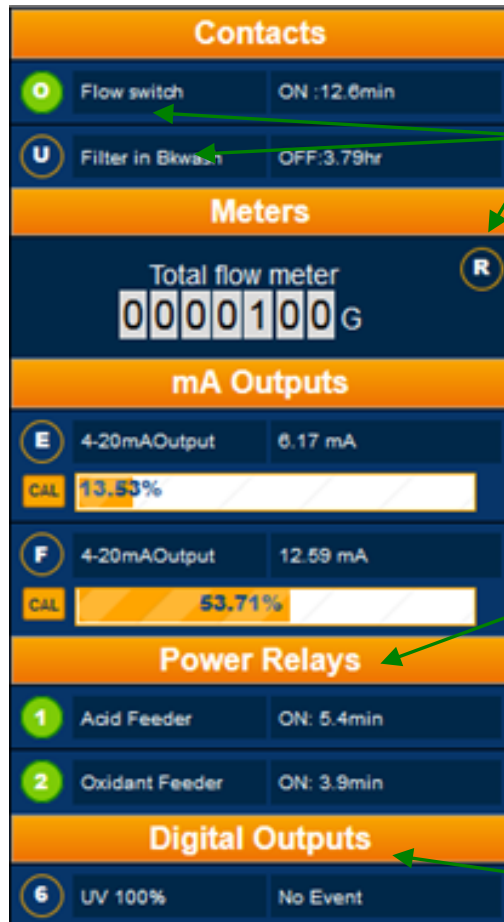 Contacts
O Flow switch ON :12.6min
U Filter in Bkwash OFF:3.79hr
Meters
R
Total flow meter
0000100 G
mA Outputs
E 4-20mAOutput 6.17 mA
CAL 13.53%
F 4-20mAOutput 12.59 mA
CAL 53.71%
Power Relays
1 Acid Feeder ON: 5.4min
2 Oxidant Feeder ON: 3.9min
Digital Outputs
6 UV 100% No Event